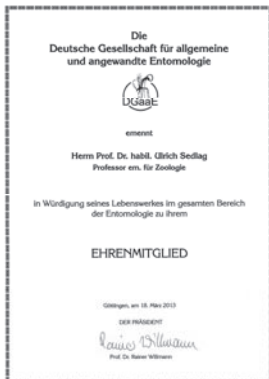 Die
Deutsche Gesellschaft für allgemeine
und angewandte Entomologie
DGaaE
ernennt
Herrn Prof. Dr. habil. Ulrich Sedlag
Professor em. für Zoologie
in Würdigung seines Lebenswerkes im gesamten Bereich
der Entomologie zu ihrem
EHRENMITGLIED
Göttingen, am 18. März 2013
DER PRÄSIDENT
Rainer Willmann
Prof. Dr. Rainer Willmann